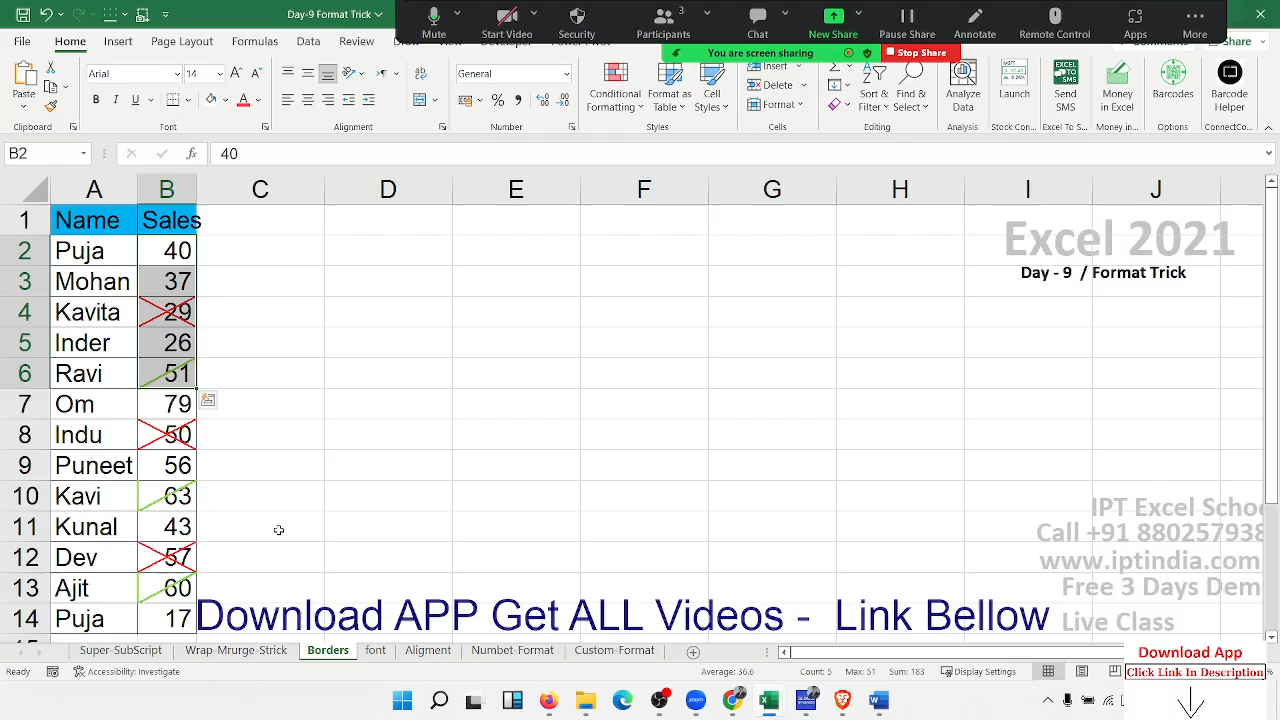 Day-9 Format Trick
Mute
Start Video
Security
Participants
3
Chat
New Share
Pause Share
Annotate
Remote Control
Apps
More
You are screen sharing
Stop Share
File
Home
Insert
Page Layout
Formulas
Data
Review
Share
Paste
Clipboard
Arial
14
B I U
Font
Alignment
General
Number
Conditional Formatting
Format as Table
Cell Styles
Styles
Insert
Delete
Format
Cells
Sort & Filter
Find & Select
Editing
Analyze Data
Analysis
Launch
Stock Con...
Send SMS
Excel To S...
Money in Excel
Money in...
Barcodes
Options
Barcode Helper
ConnectCo...
B2
fx
40
A B C D E F G H I J
1 Name Sales
2 Puja 40
3 Mohan 37
4 Kavita 29
5 Inder 26
6 Ravi 51
7 Om 79
8 Indu 50
9 Puneet 56
10 Kavi 63
11 Kunal 43
12 Dev 57
13 Ajit 60
14 Puja 17
Excel 2021
Day - 9 / Format Trick
IPT Excel Schoo
Call +91 880257938
www.iptindia.com
Free 3 Days Dem
Live Class
Download APP Get ALL Videos - Link Bellow
Super-SubScript
Wrap-Mrurge-Strick
Borders
font
Aligment
Numbet-Format
Custom-Format
Download App
Click Link In Description
Ready
Accessibility: Investigate
Average: 36.6
Count: 5
Max: 51
Sum: 183
Display Settings